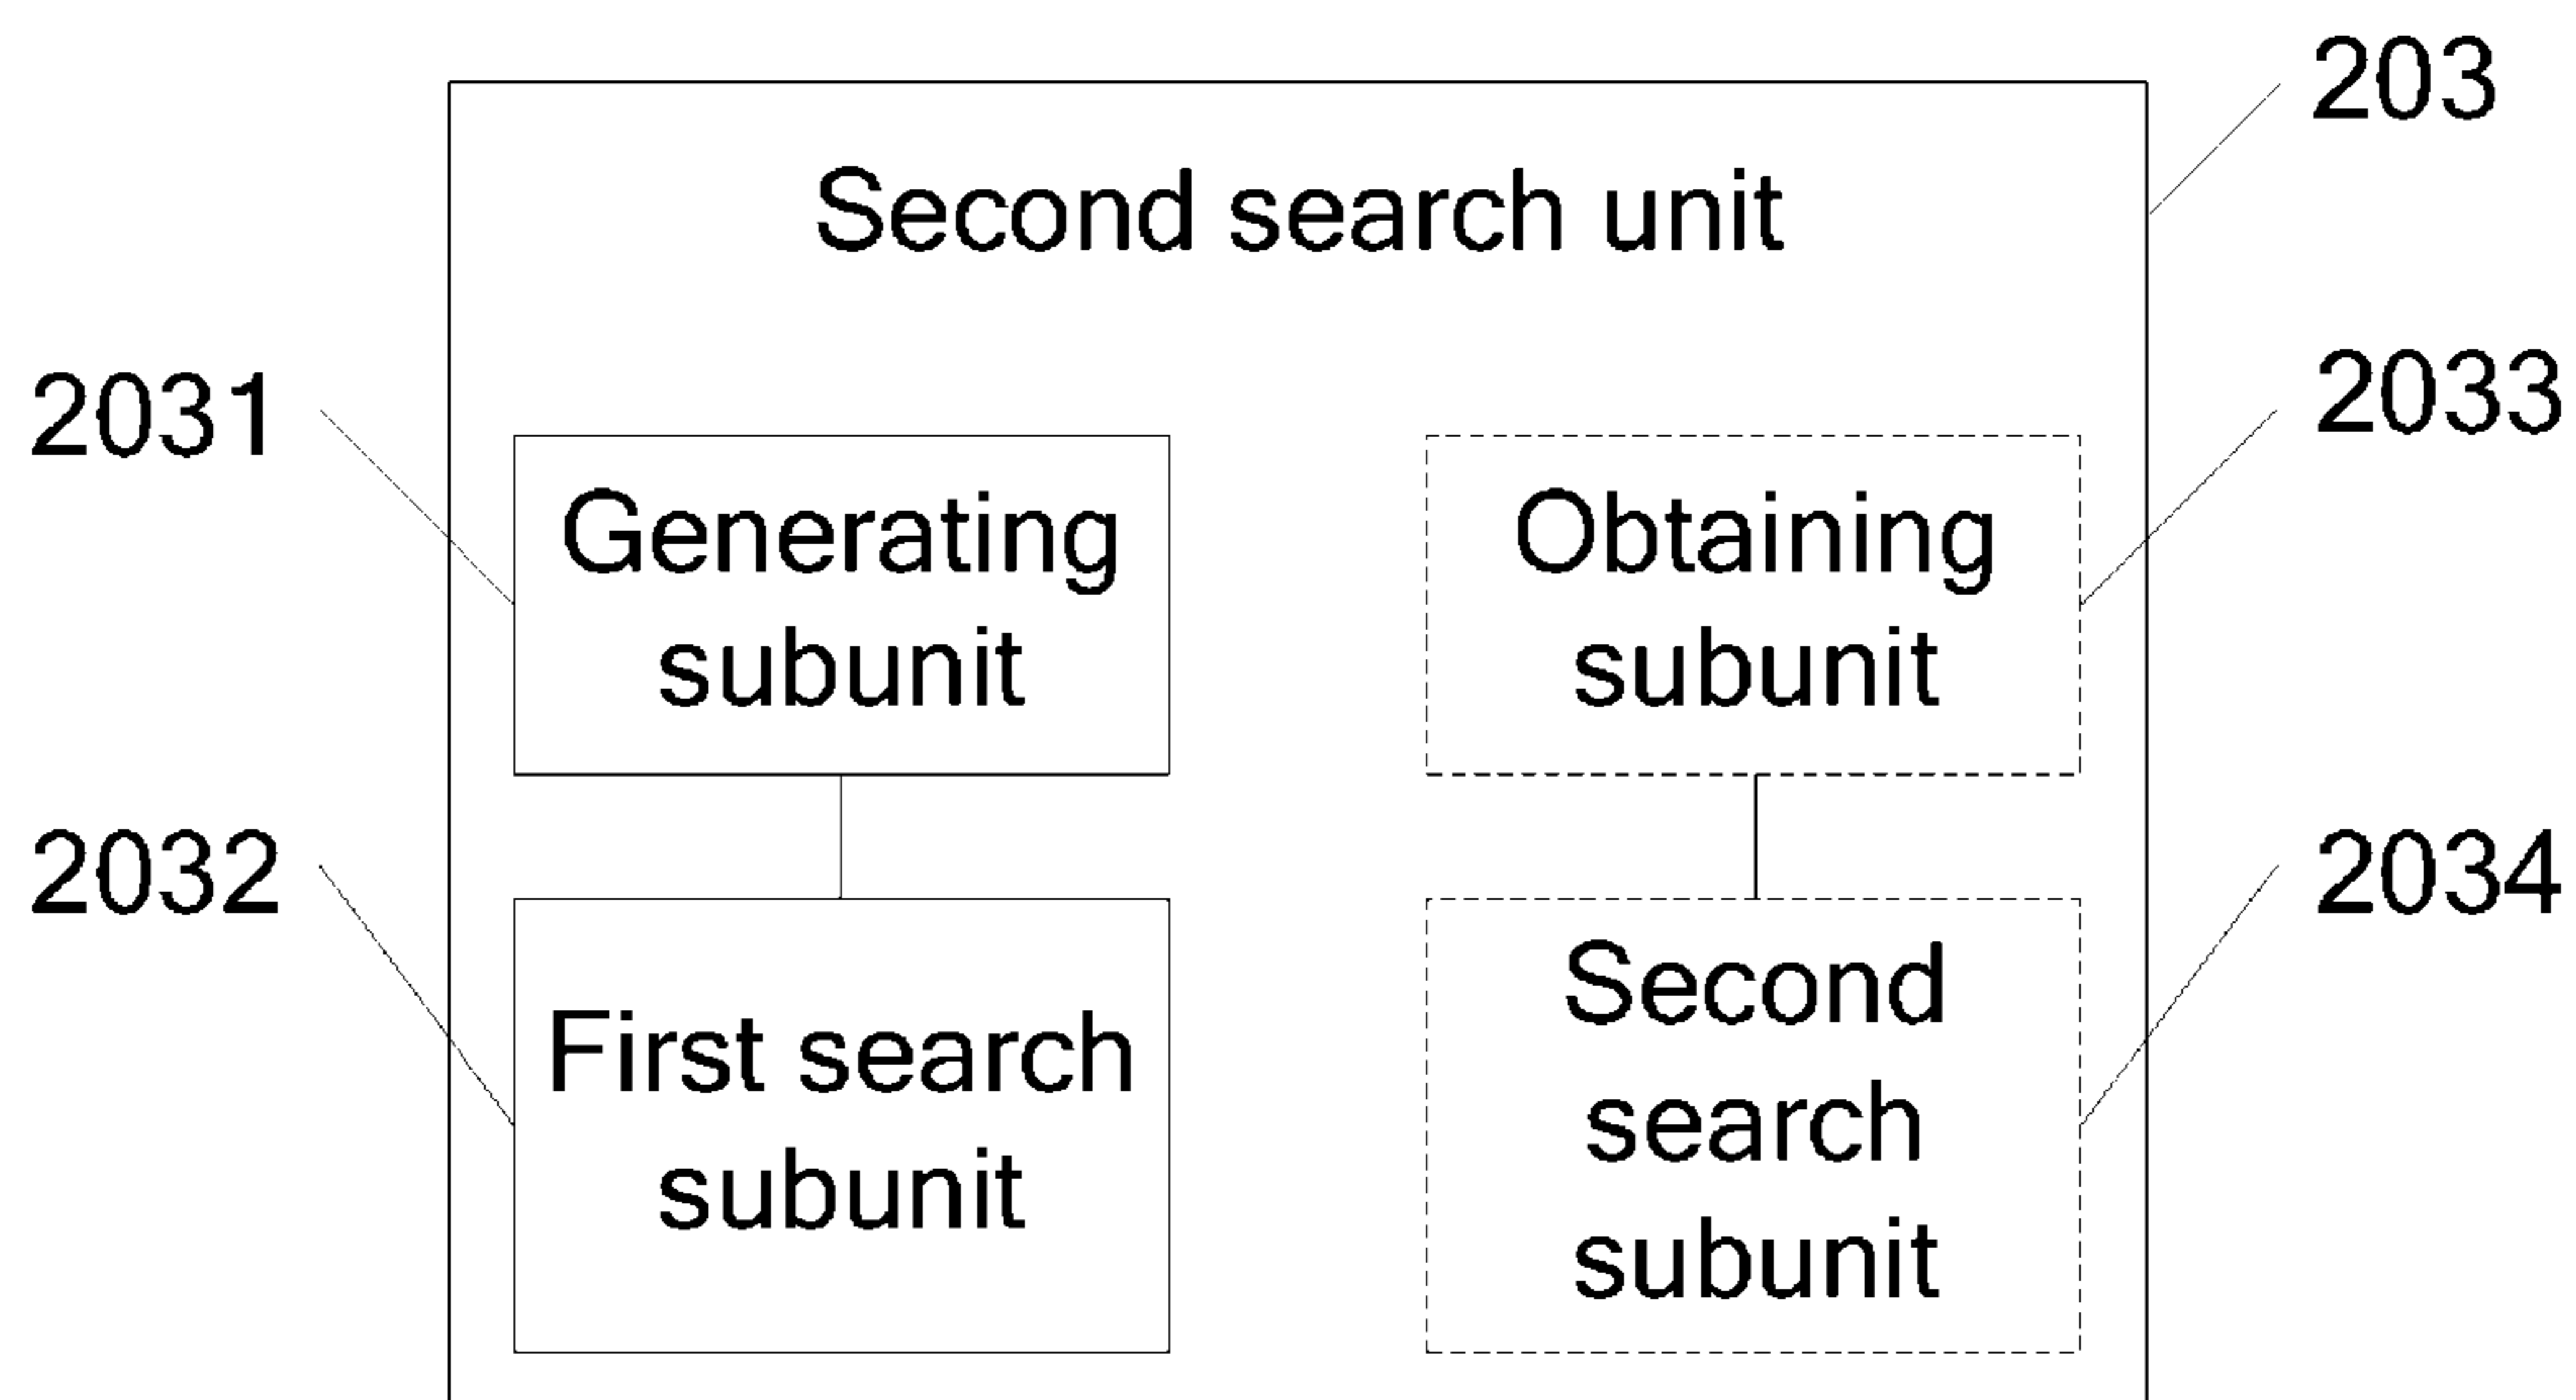 203
Second search unit
2031
Generating
subunit
2033
Obtaining
subunit
2032
First search
subunit
2034
Second
search
subunit